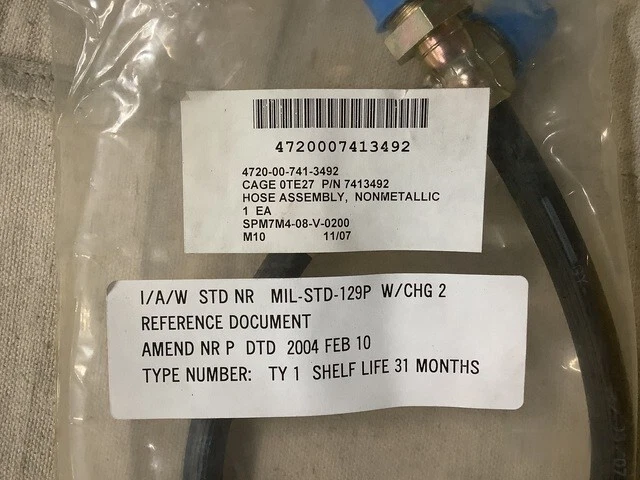 4720007413492
4720-00-741-3492
CAGE 0TE27 P/N 7413492
HOSE ASSEMBLY, NONMETALLIC
1 EA
SPM7M4-08-V-0200
M10 11/07
I/A/W STD NR MIL-STD-129P W/CHG 2
REFERENCE DOCUMENT
AMEND NR P DTD 2004 FEB 10
TYPE NUMBER: TY 1 SHELF LIFE 31 MONTHS